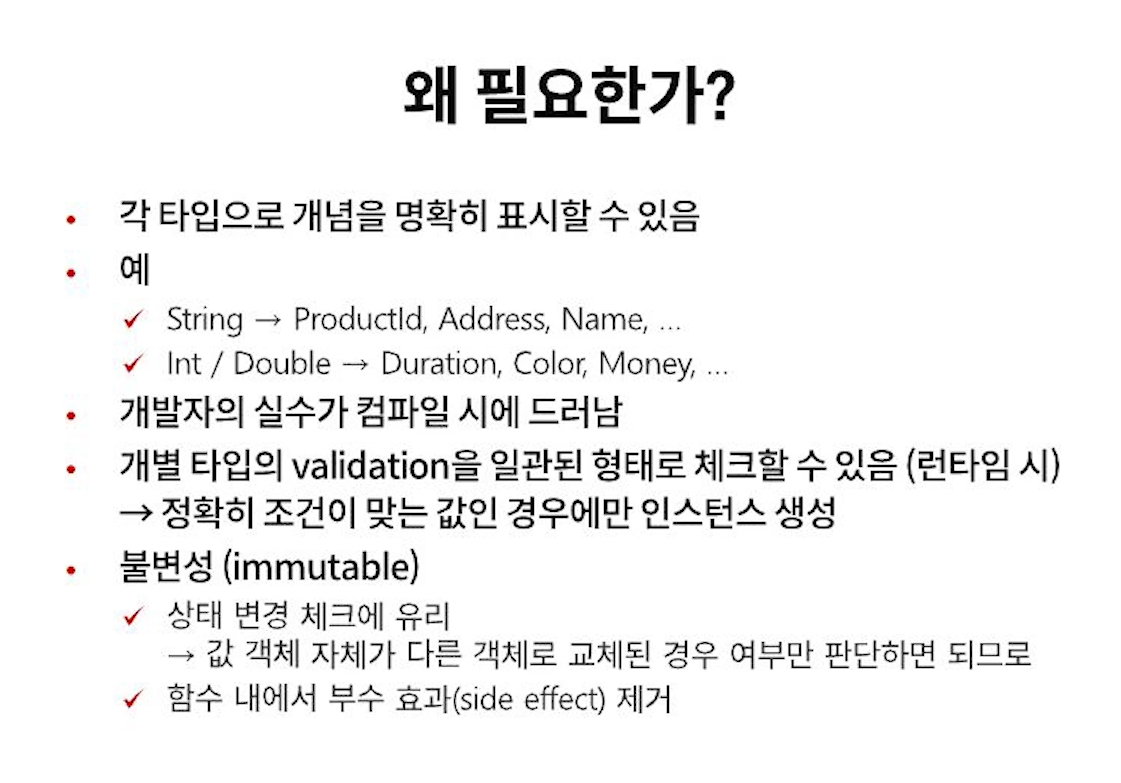 왜 필요한가?
• 각 타입으로 개념을 명확히 표시할 수 있음
• 예
✓ String → ProductId, Address, Name, ...
✓ Int / Double → Duration, Color, Money, ...
• 개발자의 실수가 컴파일 시에 드러남
• 개별 타입의 validation을 일관된 형태로 체크할 수 있음 (런타임 시)
→ 정확히 조건이 맞는 값인 경우에만 인스턴스 생성
• 불변성 (immutable)
✓ 상태 변경 체크에 유리
→ 값 객체 자체가 다른 객체로 교체된 경우 여부만 판단하면 되므로
✓ 함수 내에서 부수 효과(side effect) 제거